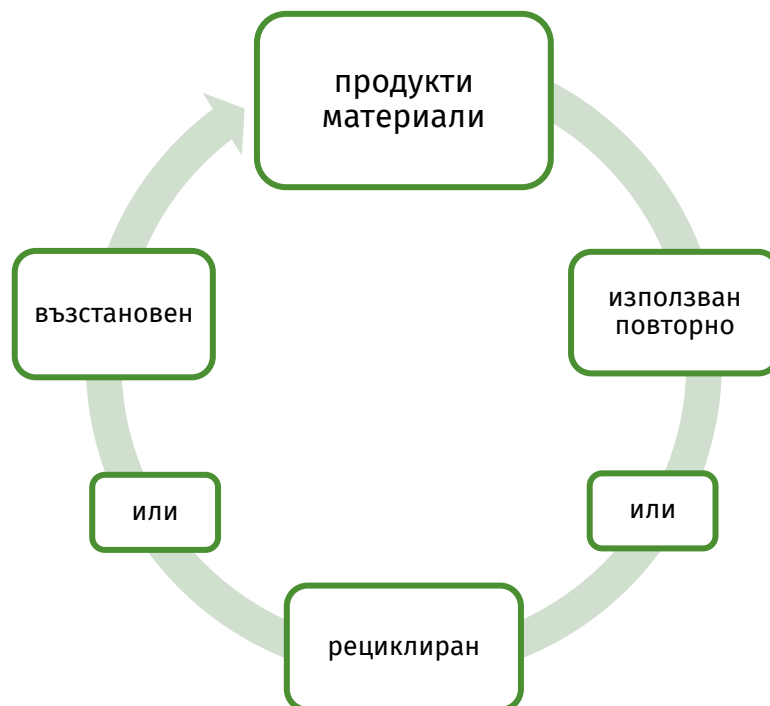 продукти
материали
използван
повторно
или
рециклиран
или
възстановен